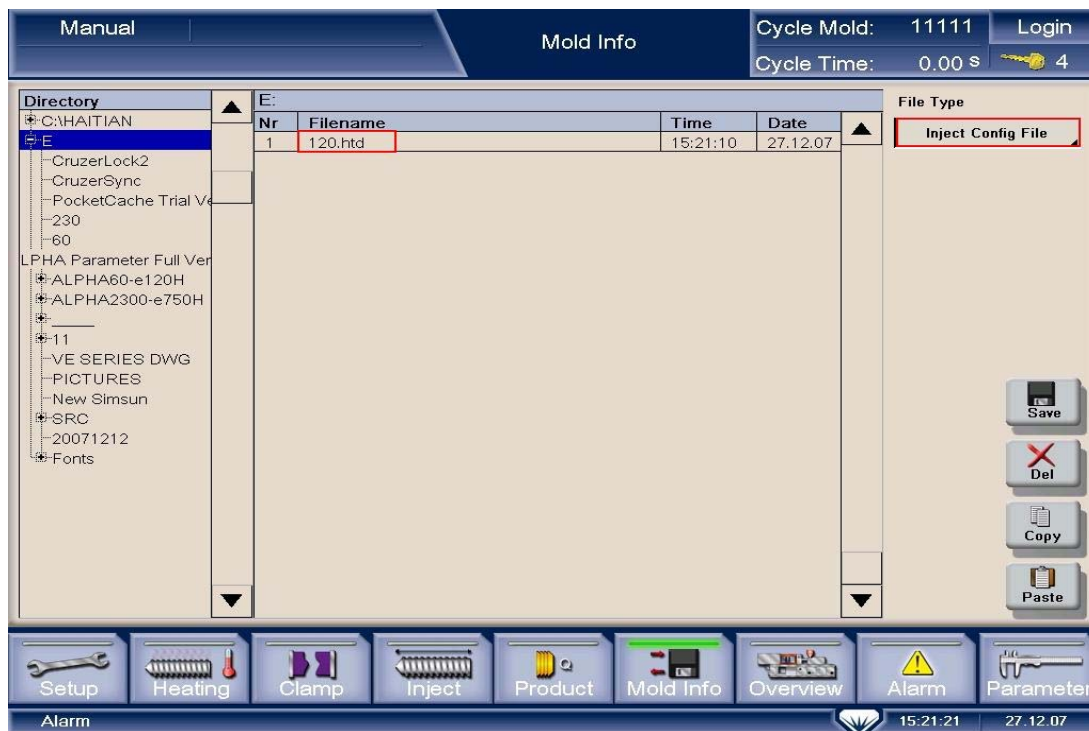 Manual
Mold Info
Cycle Mold: 11111
Login
Cycle Time: 0.00 S
4
Directory
C:\HAITIAN
E
CruzerLock2
CruzerSync
PocketCache Trial Ve
230
60
LPHA Parameter Full Ver
ALPHA60-e120H
ALPHA2300-e750H
_____
11
VE SERIES DWG
PICTURES
New Simsun
SRC
20071212
Fonts
E:
Nr Filename Time Date
1 120.htd 15:21:10 27.12.07
File Type
Inject Config File
Save
Del
Copy
Paste
Setup
Heating
Clamp
Inject
Product
Mold Info
Overview
Alarm
Parameter
Alarm
15:21:21 27.12.07